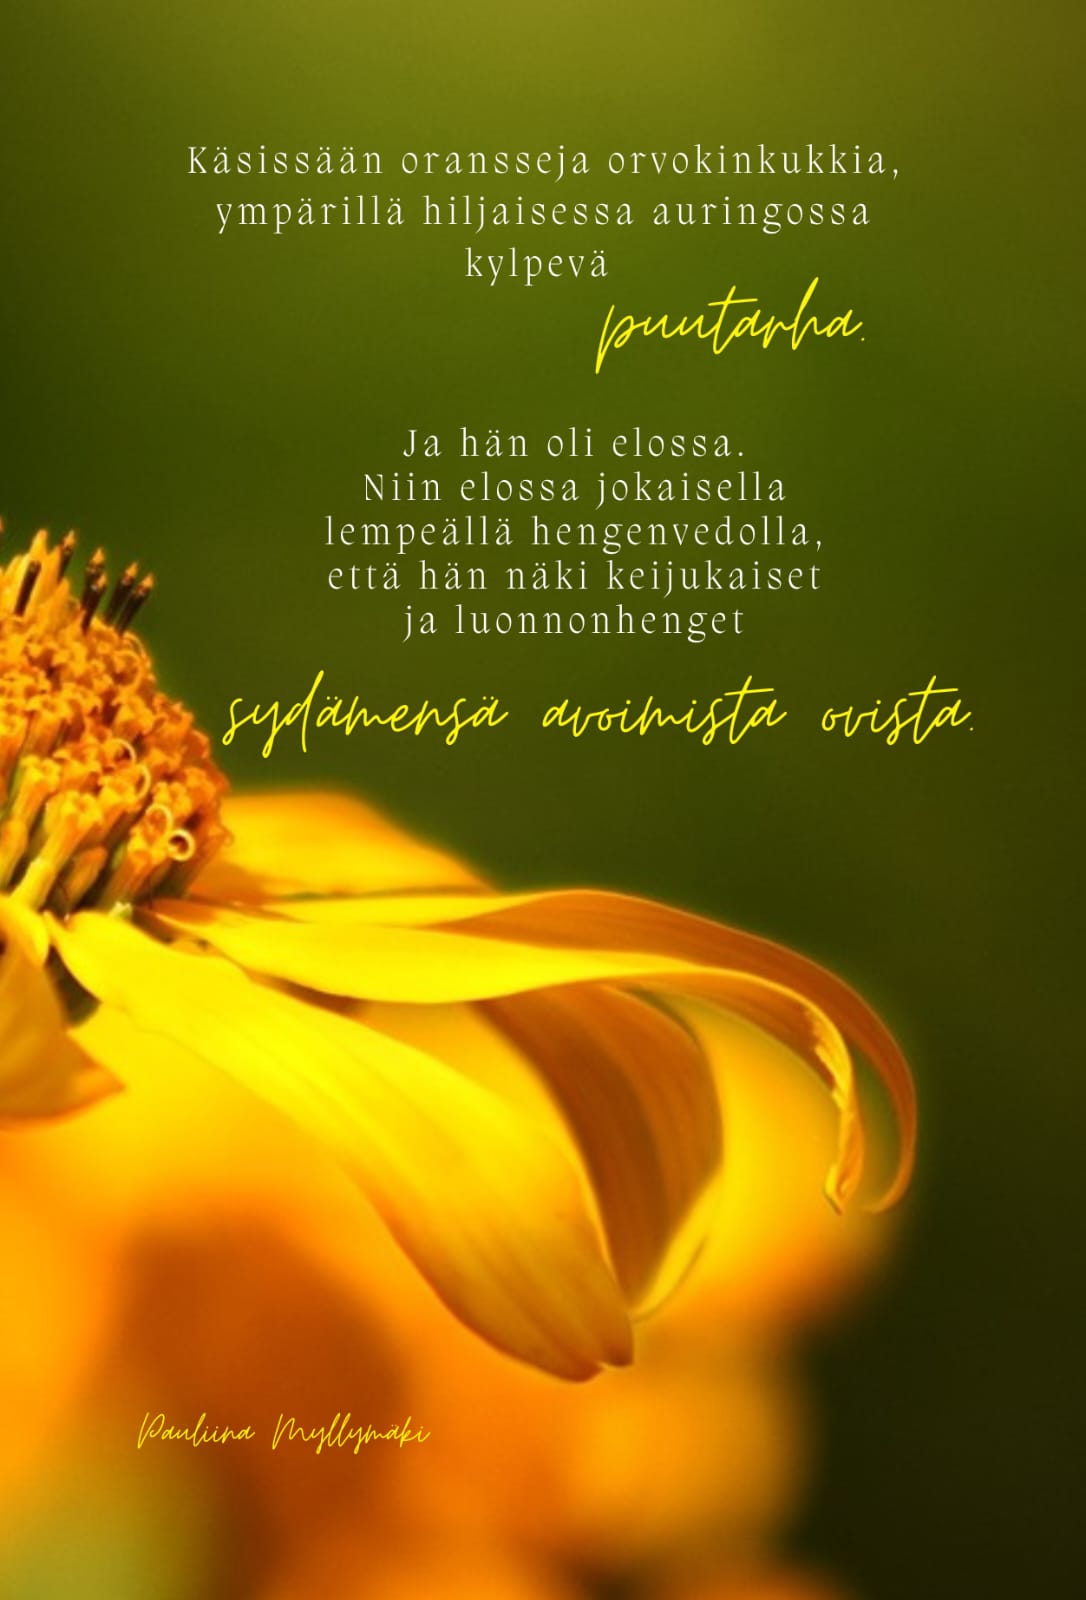 Käsissään oransseja orvokinkukkia,
ympärillä hiljaisessa auringossa
kylpevä
puutarha.
Ja hän oli elossa.
Niin elossa jokaisella
lempeällä hengenvedolla,
että hän näki keijukaiset
ja luonnonhenget
sydämensä avoimista ovista.
Pauliina Myllymäki